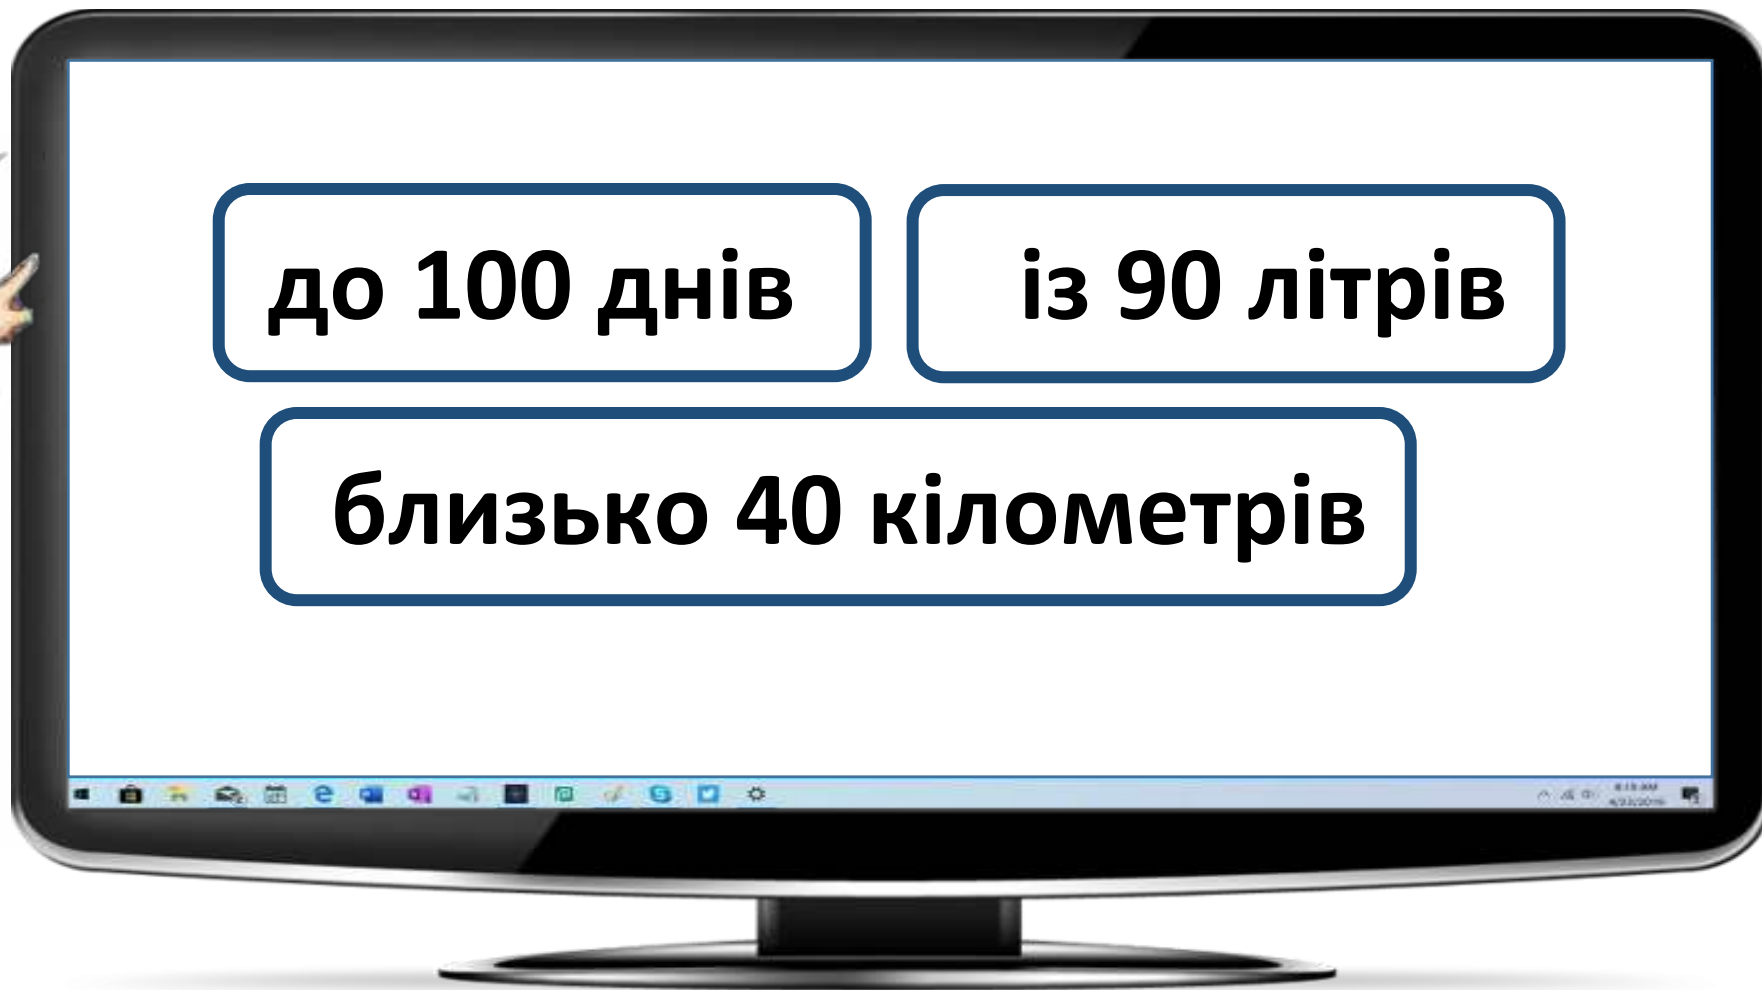 до 100 днів
із 90 літрів
близько 40 кілометрів